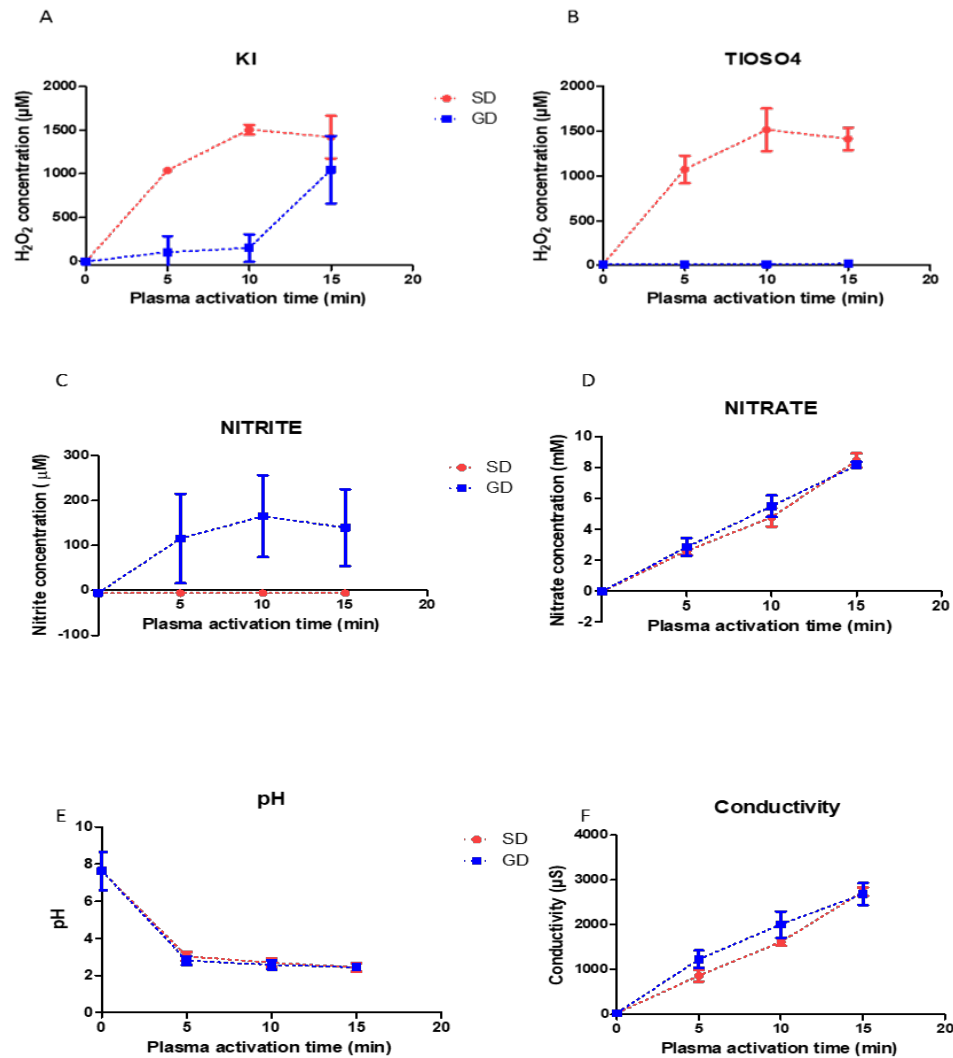 A
KI
H₂O₂ concentration (µM)
2000
1500
1000
500
0
0 5 10 15 20
Plasma activation time (min)
SD
GD
B
TIOSO4
H₂O₂ concentration (µM)
2000
1500
1000
500
0
0 5 10 15 20
Plasma activation time (min)
C
NITRITE
Nitrite concentration ( µM)
300
200
100
0
-100
5 10 15 20
Plasma activation time (min)
SD
GD
D
NITRATE
Nitrate concentration (mM)
10
8
6
4
2
0
-2
5 10 15 20
Plasma activation time (min)
E
pH
pH
10
8
6
4
2
0
0 5 10 15 20
Plasma activation time (min)
SD
GD
F
Conductivity
Conductivity (µS)
4000
3000
2000
1000
0
0 5 10 15 20
Plasma activation time (min)